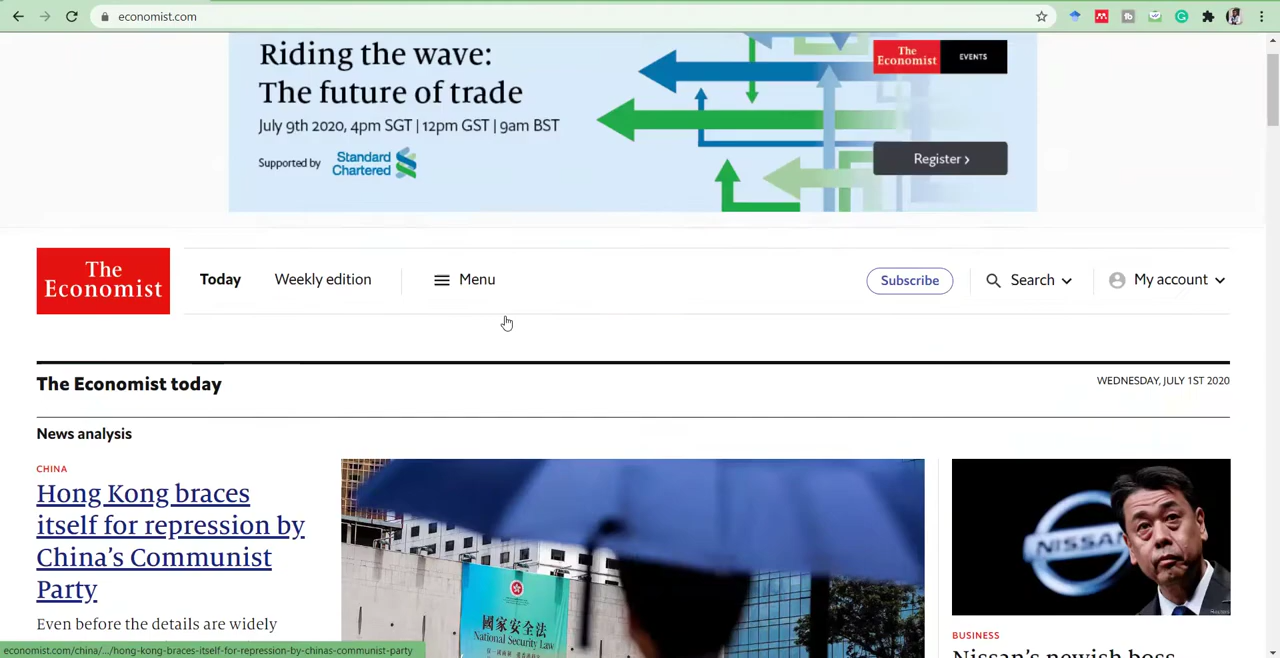 economist.com
Riding the wave:
The future of trade
July 9th 2020, 4pm SGT | 12pm GST | 9am BST
Supported by Standard Chartered
The Economist EVENTS
Register ›
The Economist
Today
Weekly edition
Menu
Subscribe
Search
My account
The Economist today
WEDNESDAY, JULY 1ST 2020
News analysis
CHINA
Hong Kong braces
itself for repression by
China’s Communist
Party
Even before the details are widely
國家安全法
National Security Law
NISSAN
Reuters
BUSINESS
Nissan’s newish boss
economist.com/china/.../hong-kong-braces-itself-for-repression-by-chinas-communist-party